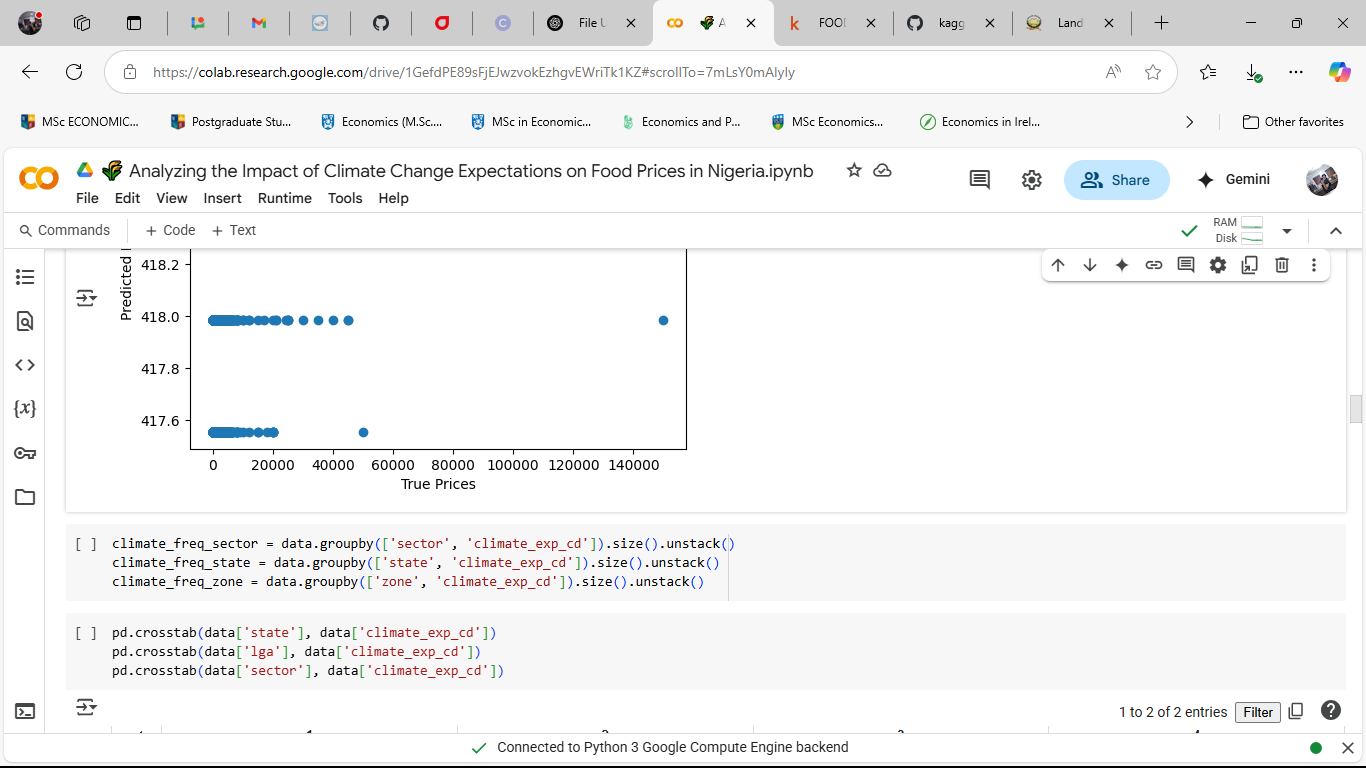 File U
A
FOO
kagg
Land
https://colab.research.google.com/drive/1GefdPE89sFjEJwzvokEzhgvEWriTk1KZ#scrollTo=7mLsY0mAlyIy
MSc ECONOMIC...
Postgraduate Stu...
Economics (M.Sc....
MSc in Economic...
Economics and P...
MSc Economics...
Economics in Irel...
Other favorites
Analyzing the Impact of Climate Change Expectations on Food Prices in Nigeria.ipynb
Share
Gemini
File Edit View Insert Runtime Tools Help
Commands + Code + Text
RAM
Disk
Predicted
418.2
418.0
417.8
417.6
0 20000 40000 60000 80000 100000 120000 140000
True Prices
[ ] climate_freq_sector = data.groupby(['sector', 'climate_exp_cd']).size().unstack()
climate_freq_state = data.groupby(['state', 'climate_exp_cd']).size().unstack()
climate_freq_zone = data.groupby(['zone', 'climate_exp_cd']).size().unstack()
[ ] pd.crosstab(data['state'], data['climate_exp_cd'])
pd.crosstab(data['lga'], data['climate_exp_cd'])
pd.crosstab(data['sector'], data['climate_exp_cd'])
1 to 2 of 2 entries Filter
Connected to Python 3 Google Compute Engine backend